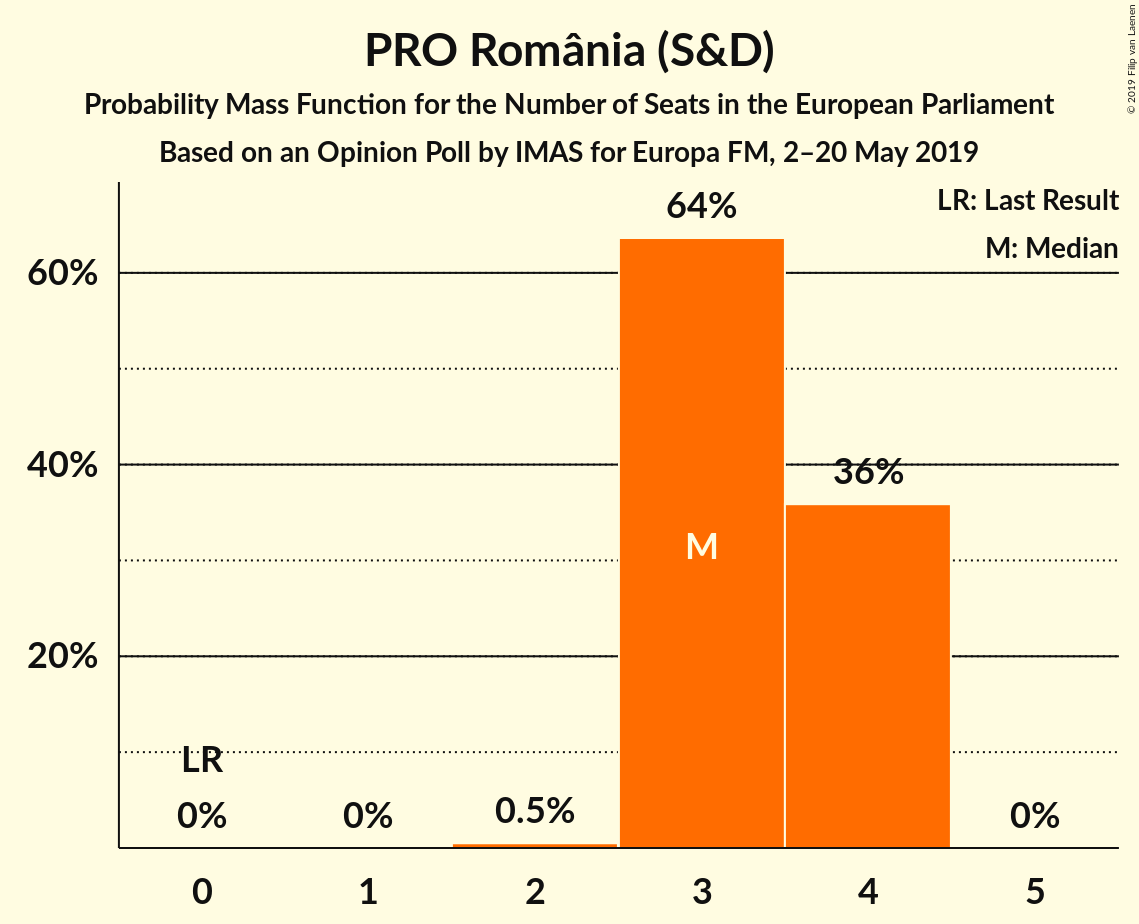 PRO România (S&D)
Probability Mass Function for the Number of Seats in the European Parliament
Based on an Opinion Poll by IMAS for Europa FM, 2–20 May 2019
© 2019 Filip van Laenen
LR: Last Result
M: Median
64%
60%
40%
36%
M
20%
LR
0%
0%
0.5%
0%
0 1 2 3 4 5